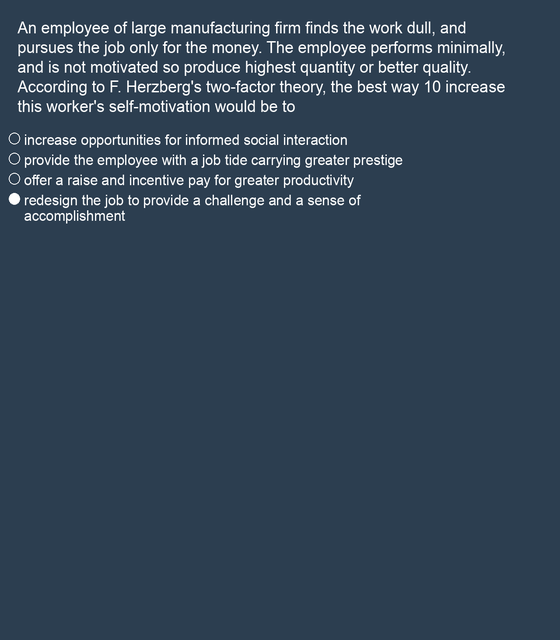 An employee of large manufacturing firm finds the work dull, and
pursues the job only for the money. The employee performs minimally,
and is not motivated so produce highest quantity or better quality.
According to F. Herzberg's two-factor theory, the best way 10 increase
this worker's self-motivation would be to
increase opportunities for informed social interaction
provide the employee with a job tide carrying greater prestige
offer a raise and incentive pay for greater productivity
redesign the job to provide a challenge and a sense of
accomplishment